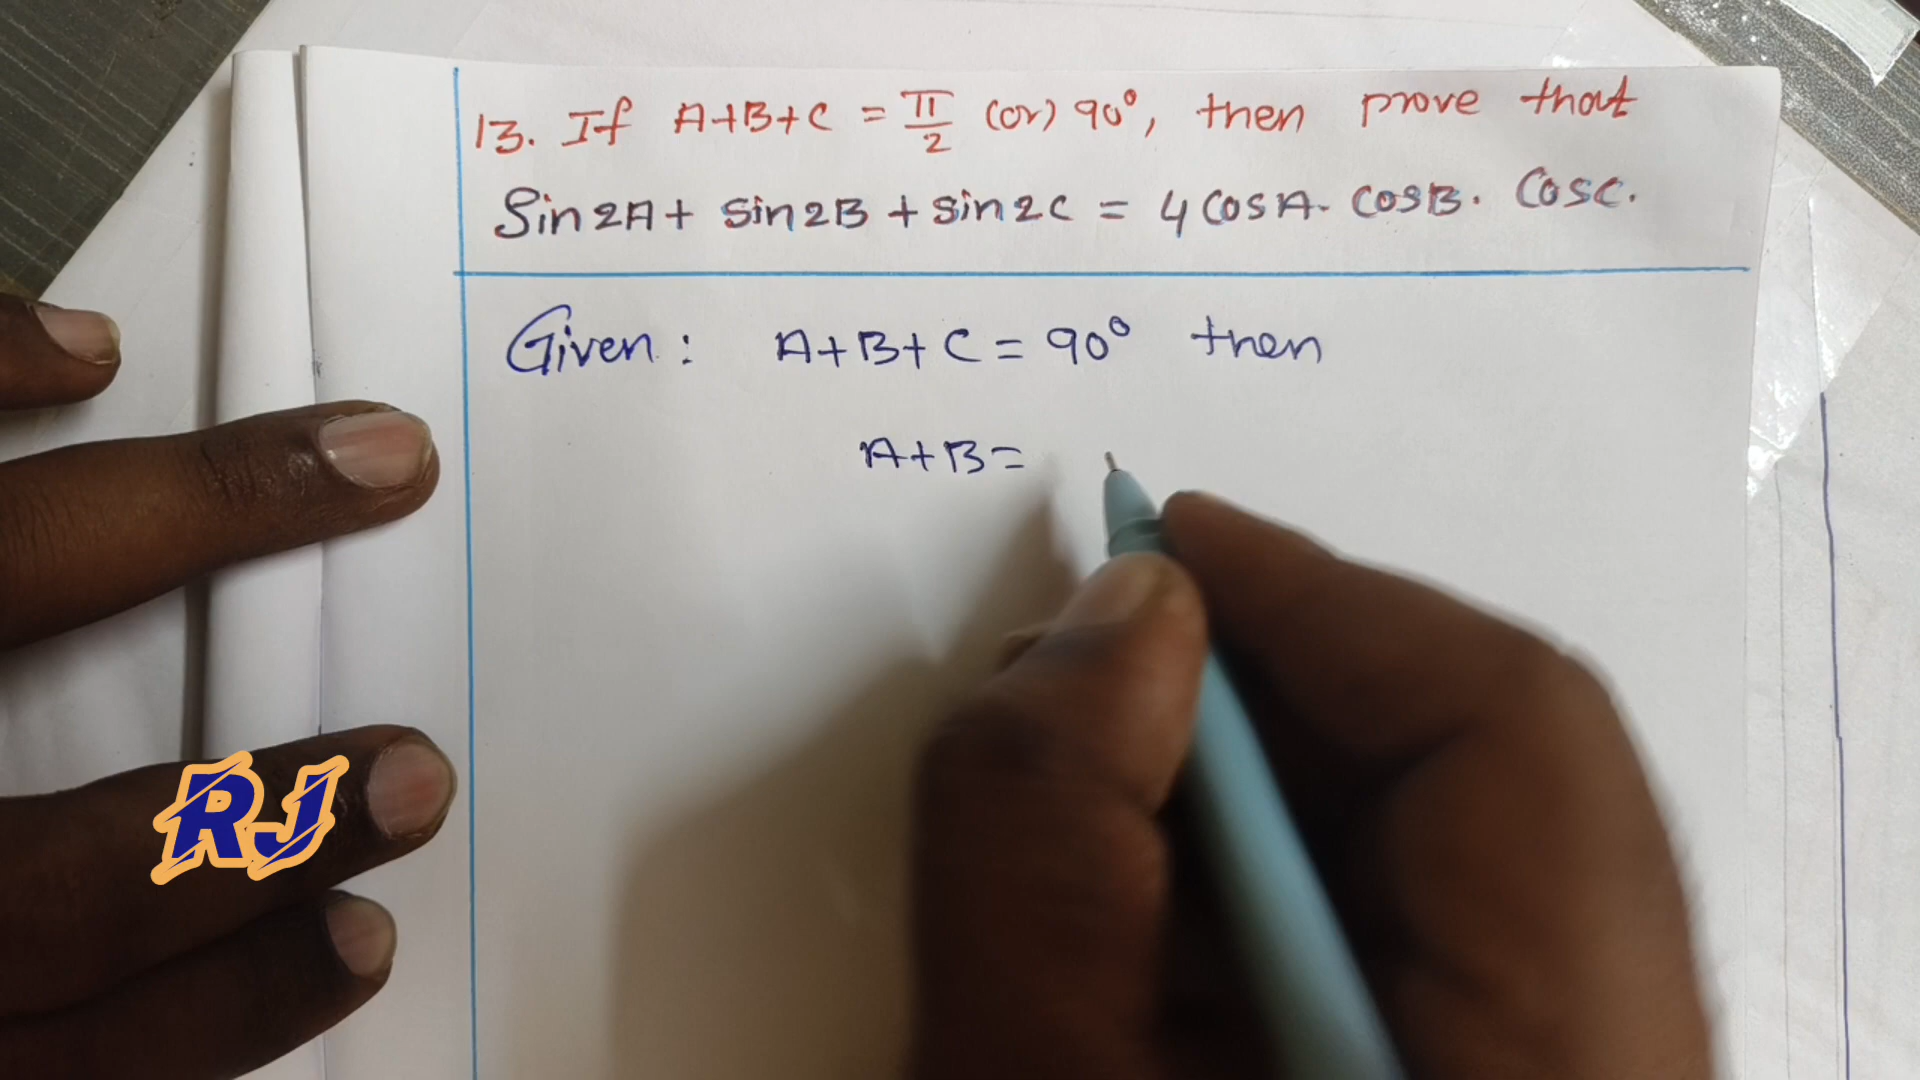 13. If A+B+C = π/2 (or) 90°, then prove that
Sin2A + sin2B + sin2C = 4 cosA. cosB. cosc.
Given: A+B+C = 90° then
A+B=
RJ